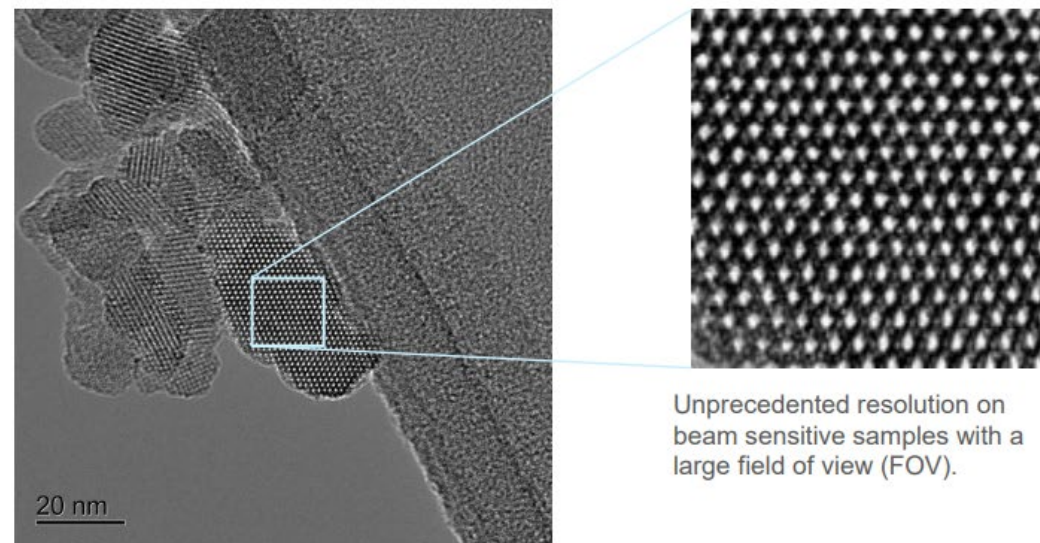 20 nm
Unprecedented resolution on
beam sensitive samples with a
large field of view (FOV).